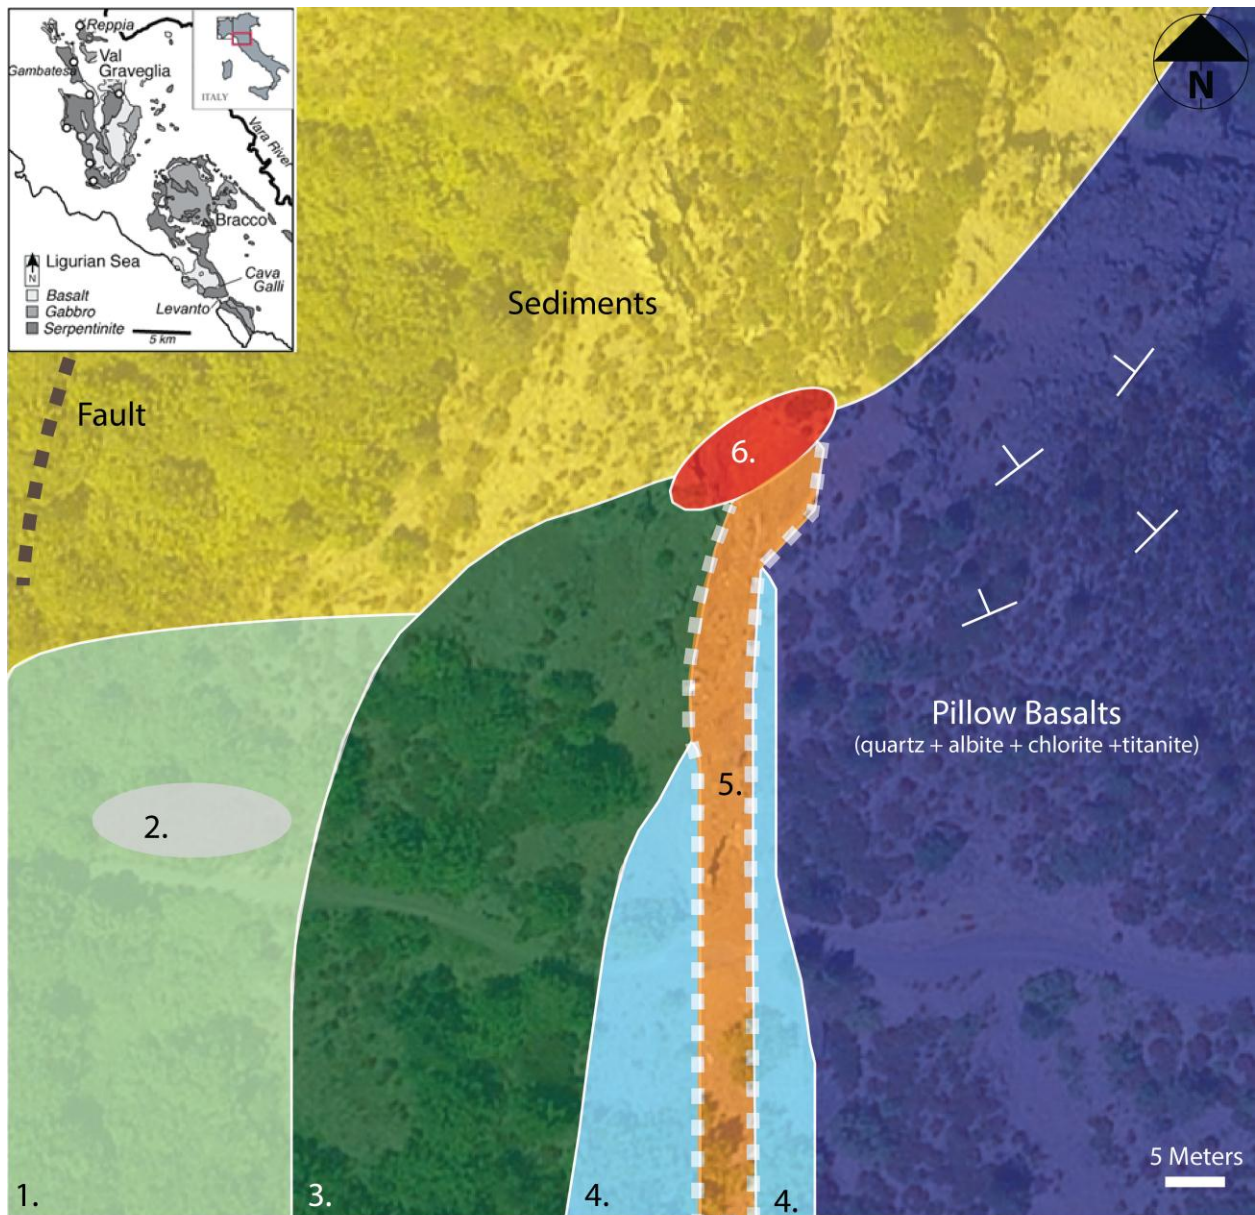 Reppia
Val
Graveglia
Gambatesa
ITALY
Vara River
Bracco
N
Ligurian Sea
Cava
Galli
Basalt
Gabbro
Levanto
Serpentinite
5 km
N
Sediments
Fault
6.
Pillow Basalts
(quartz + albite + chlorite +titanite)
5.
2.
5 Meters
1.
3.
4.
4.